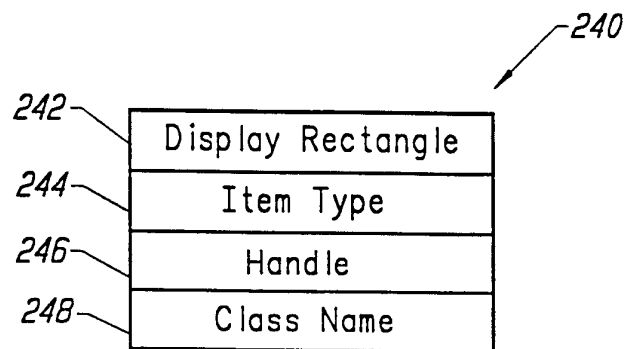 240
242 Display Rectangle
244 Item Type
246 Handle
248 Class Name